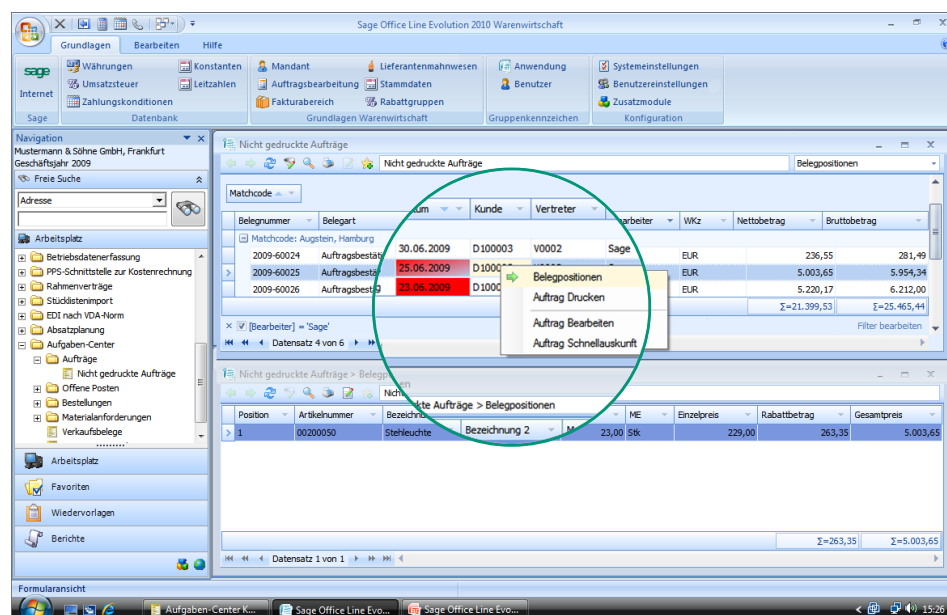 Sage Office Line Evolution 2010 Warenwirtschaft
Grundlagen Bearbeiten Hilfe
sage
Internet
Währungen
Umsatzsteuer
Zahlungskonditionen
Konstanten
Leitzahlen
Mandant
Auftragsbearbeitung
Fakturabereich
Lieferantenmahnwesen
Stammdaten
Rabattgruppen
Anwendung
Benutzer
Systemeinstellungen
Benutzereinstellungen
Zusatzmodule
Sage Datenbank Grundlagen Warenwirtschaft Gruppenkennzeichen Konfiguration
Navigation
Mustermann & Söhne GmbH, Frankfurt
Geschäftsjahr 2009
Freie Suche
Adresse
Arbeitsplatz
Betriebsdatenerfassung
PPS-Schnittstelle zur Kostenrechnung
Rahmenverträge
Stücklistenimport
EDI nach VDA-Norm
Absatzplanung
Aufgaben-Center
Aufträge
Nicht gedruckte Aufträge
Offene Posten
Bestellungen
Materialanforderungen
Verkaufsbelege
Arbeitsplatz
Favoriten
Wiedervorlagen
Berichte
Nicht gedruckte Aufträge
Nicht gedruckte Aufträge Belegpositionen
Matchcode
Belegnummer Belegart Kunde Vertreter WKz Nettobetrag Bruttobetrag
Matchcode: Augstein, Hamburg
2009-60024 30.06.2009 D100003 V0002 Sage EUR 236,55 281,49
2009-60025 25.06.2009 EUR 5.003,65 5.954,34
2009-60026 23.06.2009 EUR 5.220,17 6.212,00
Σ=21.399,53 Σ=25.465,44
Belegpositionen
Auftrag Drucken
Auftrag Bearbeiten
Auftrag Schnellauskunft
[Bearbeiter] = 'Sage' Filter bearbeiten
Datensatz 4 von 6
Nicht gedruckte Aufträge >
Aufträge > Belegpositionen
Position Artikelnummer Bezeichnung 2 ME Einzelpreis Rabattbetrag Gesamtpreis
1 00200050 Stehleuchte 23,00 Stk 229,00 263,35 5.003,65
Σ=263,35 Σ=5.003,65
Datensatz 1 von 1
Formularansicht
Aufgaben-Center K... Sage Office Line Evo... Sage Office Line Evo... 15:26